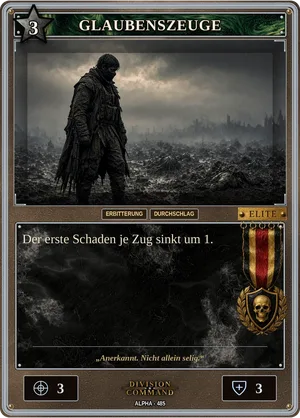 3
GLAUBENSZEUGE
ERBITTERUNG
DURCHSCHLAG
ELITE
Der erste Schaden je Zug sinkt um 1.
„Anerkannt. Nicht allein selig.“
3
DIVISION
COMMAND
ALPHA - 485
3